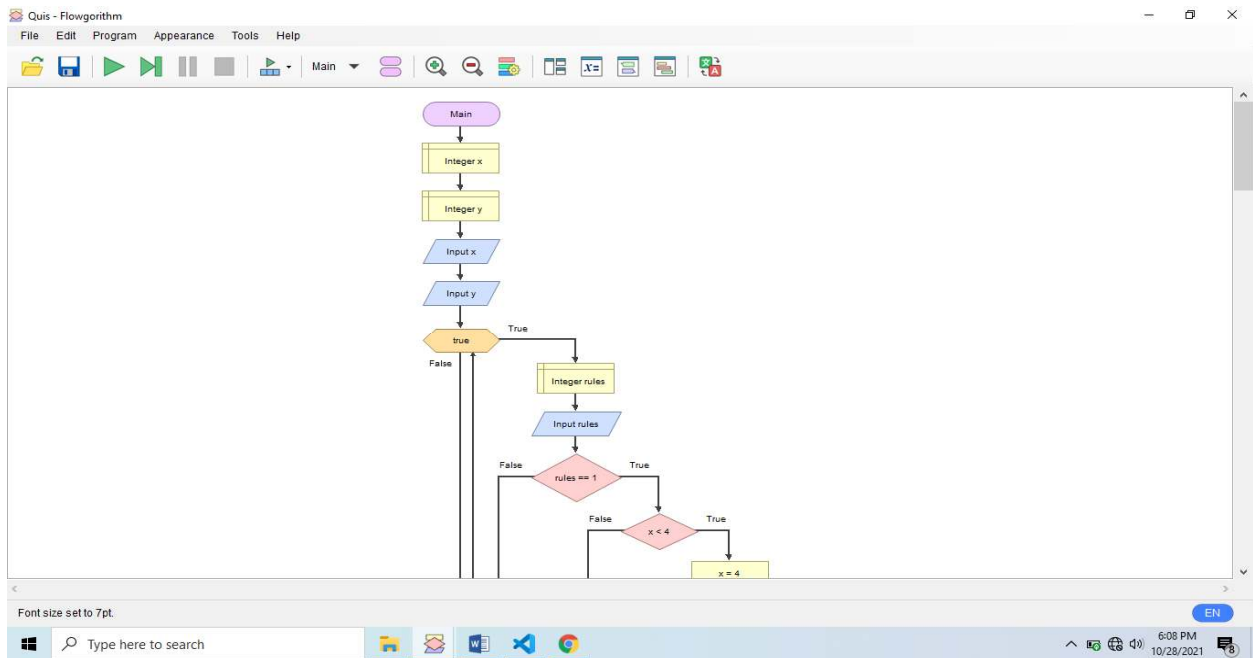 Quis - Flowgorithm
File Edit Program Appearance Tools Help
Main
x=
Main
Integer x
Integer y
Input x
Input y
true
True
False
Integer rules
Input rules
False
True
rules == 1
False
True
x < 4
x = 4
Font size set to 7pt.
EN
Type here to search
6:08 PM
10/28/2021
8